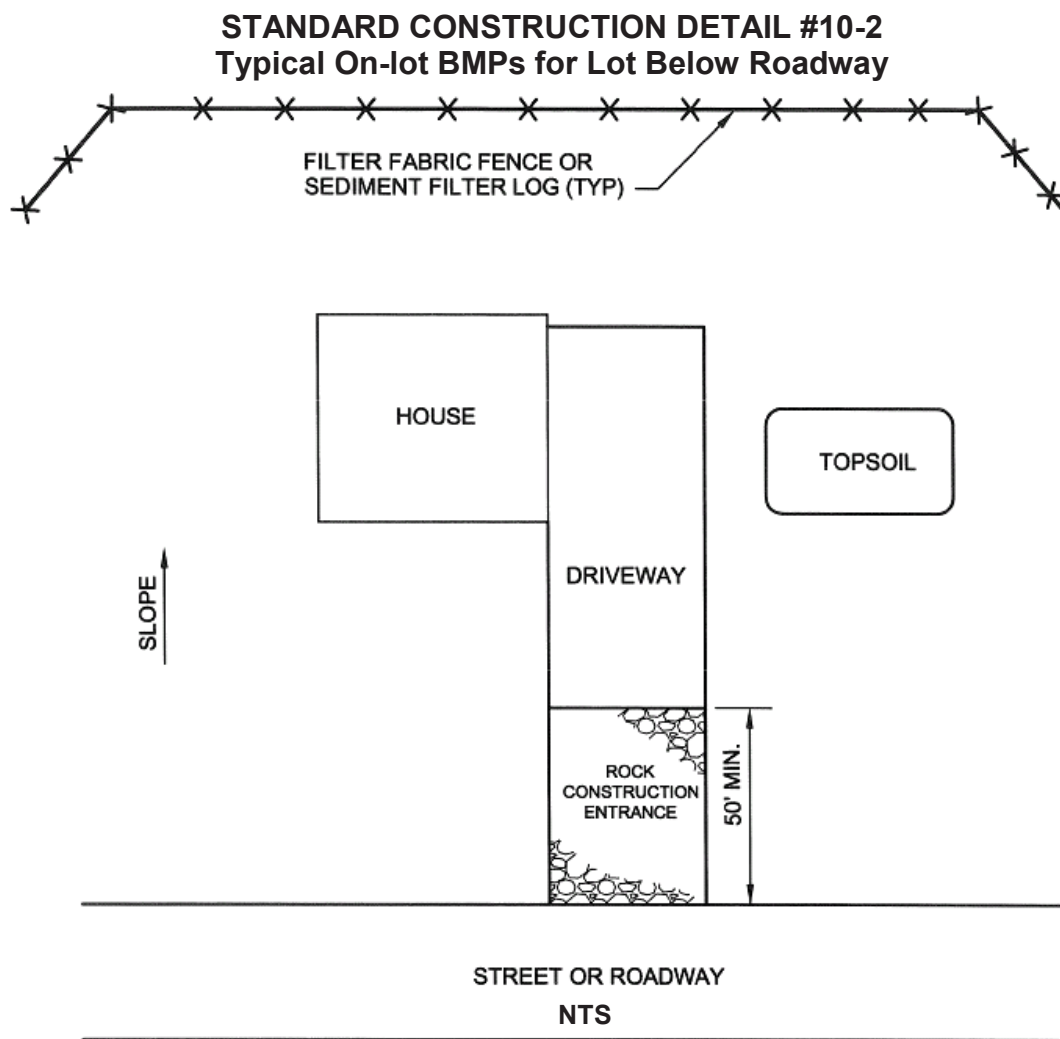 STANDARD CONSTRUCTION DETAIL #10-2
Typical On-lot BMPs for Lot Below Roadway
FILTER FABRIC FENCE OR
SEDIMENT FILTER LOG (TYP)
HOUSE
TOPSOIL
SLOPE
DRIVEWAY
ROCK
CONSTRUCTION
ENTRANCE
50' MIN.
STREET OR ROADWAY
NTS